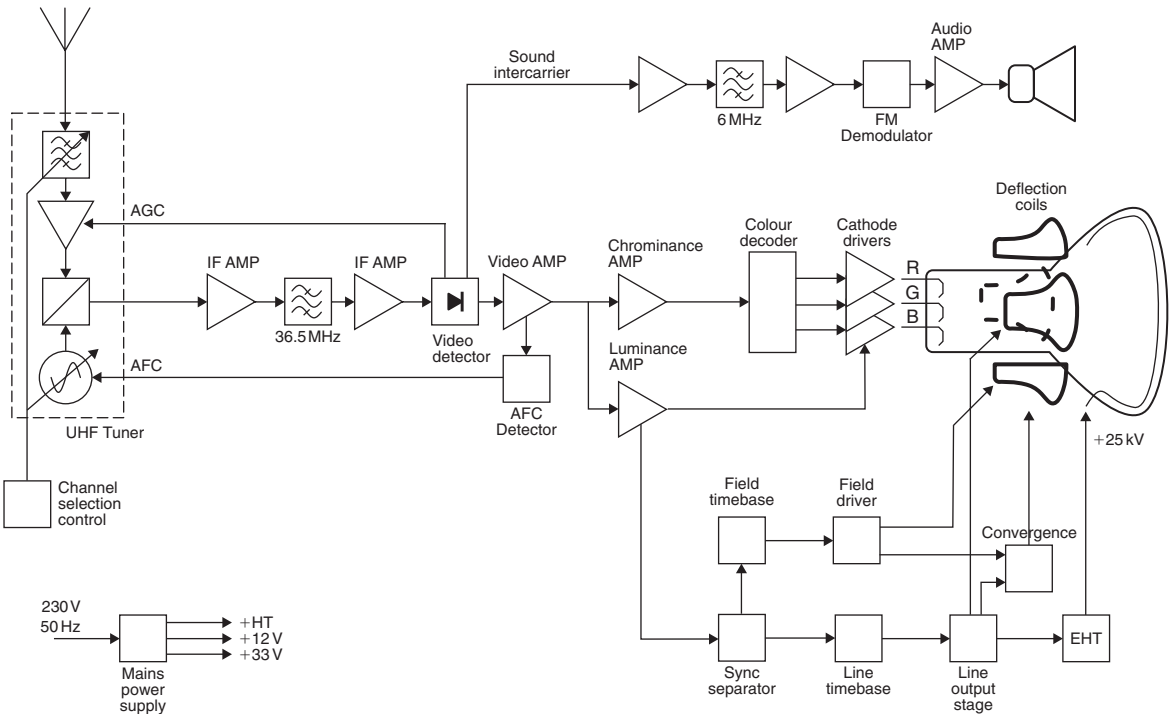 Audio
AMP
Sound
intercarrier
6 MHz
FM
Demodulator
Deflection
coils
AGC
Colour
decoder
Cathode
drivers
Chrominance
AMP
IF AMP
IF AMP
Video AMP
R
G
B
36.5 MHz
Video
detector
Luminance
AMP
AFC
AFC
Detector
UHF Tuner
+25 kV
Channel
selection
control
Field
timebase
Field
driver
Convergence
230 V
50 Hz
+HT
+12 V
+33 V
Mains
power
supply
EHT
Sync
separator
Line
timebase
Line
output
stage